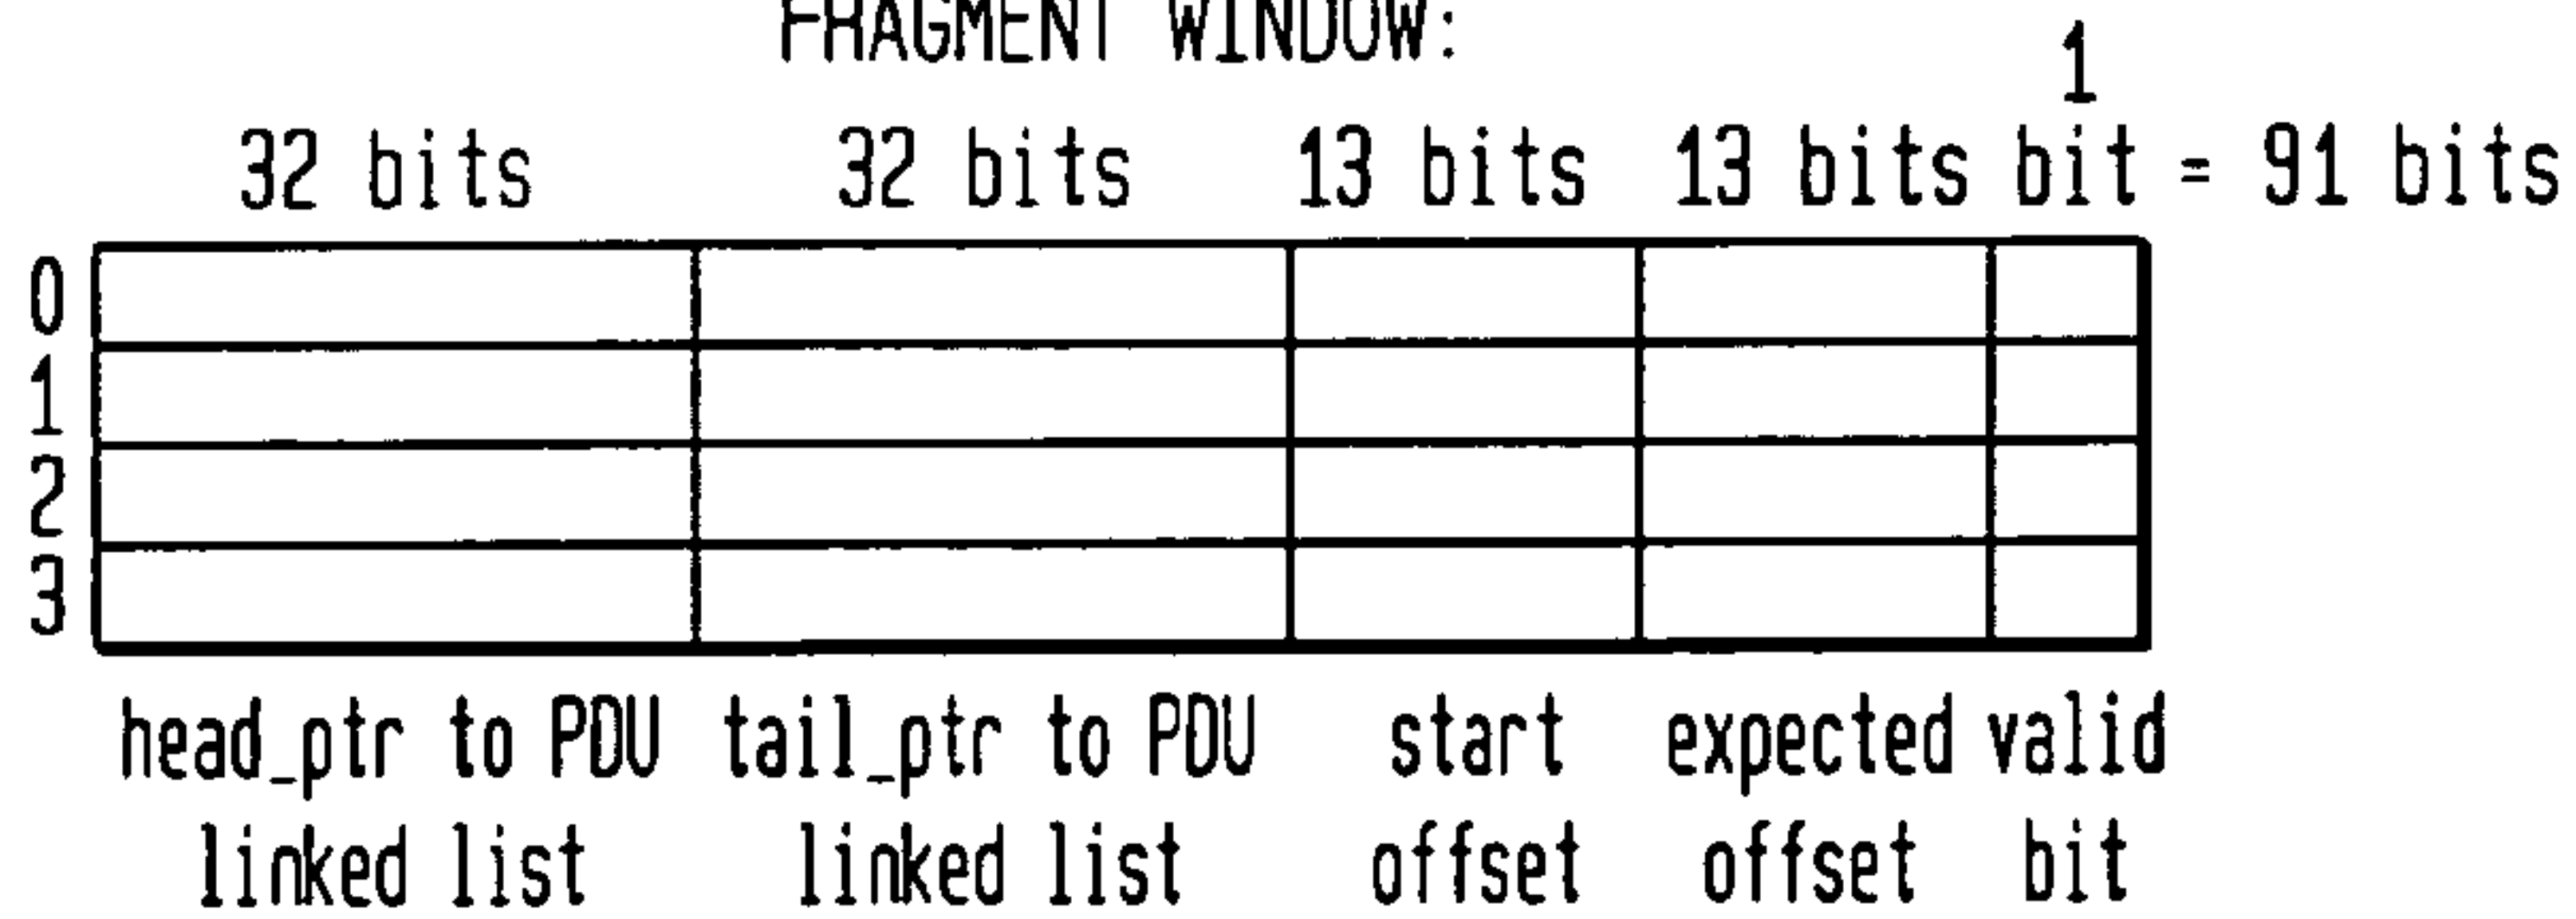 FRAGMENT WINDOW:
1
32 bits 32 bits 13 bits 13 bits bit = 91 bits
0
1
2
3
head_ptr to PDU tail_ptr to PDU start expected valid
linked list linked list offset offset bit